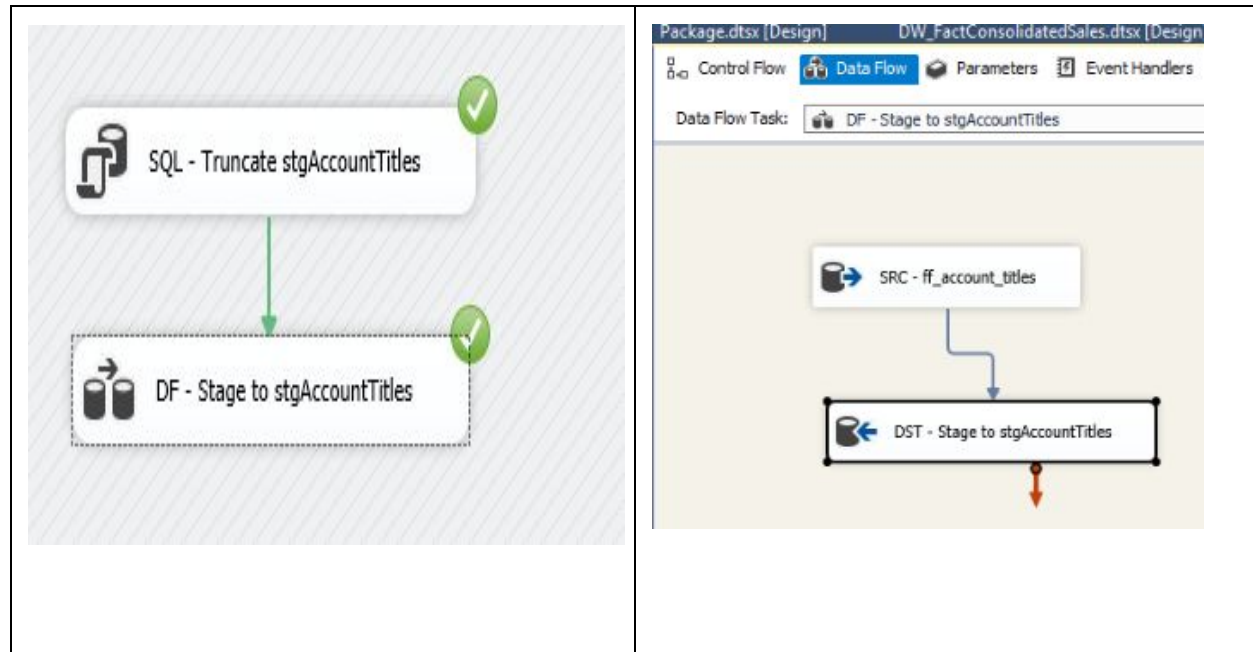 SQL - Truncate stgAccountTitles
DF - Stage to stgAccountTitles
Package.dtsx [Design] DW_FactConsolidatedSales.dtsx [Design
Control Flow Data Flow Parameters Event Handlers
Data Flow Task: DF - Stage to stgAccountTitles
SRC - ff_account_titles
DST - Stage to stgAccountTitles